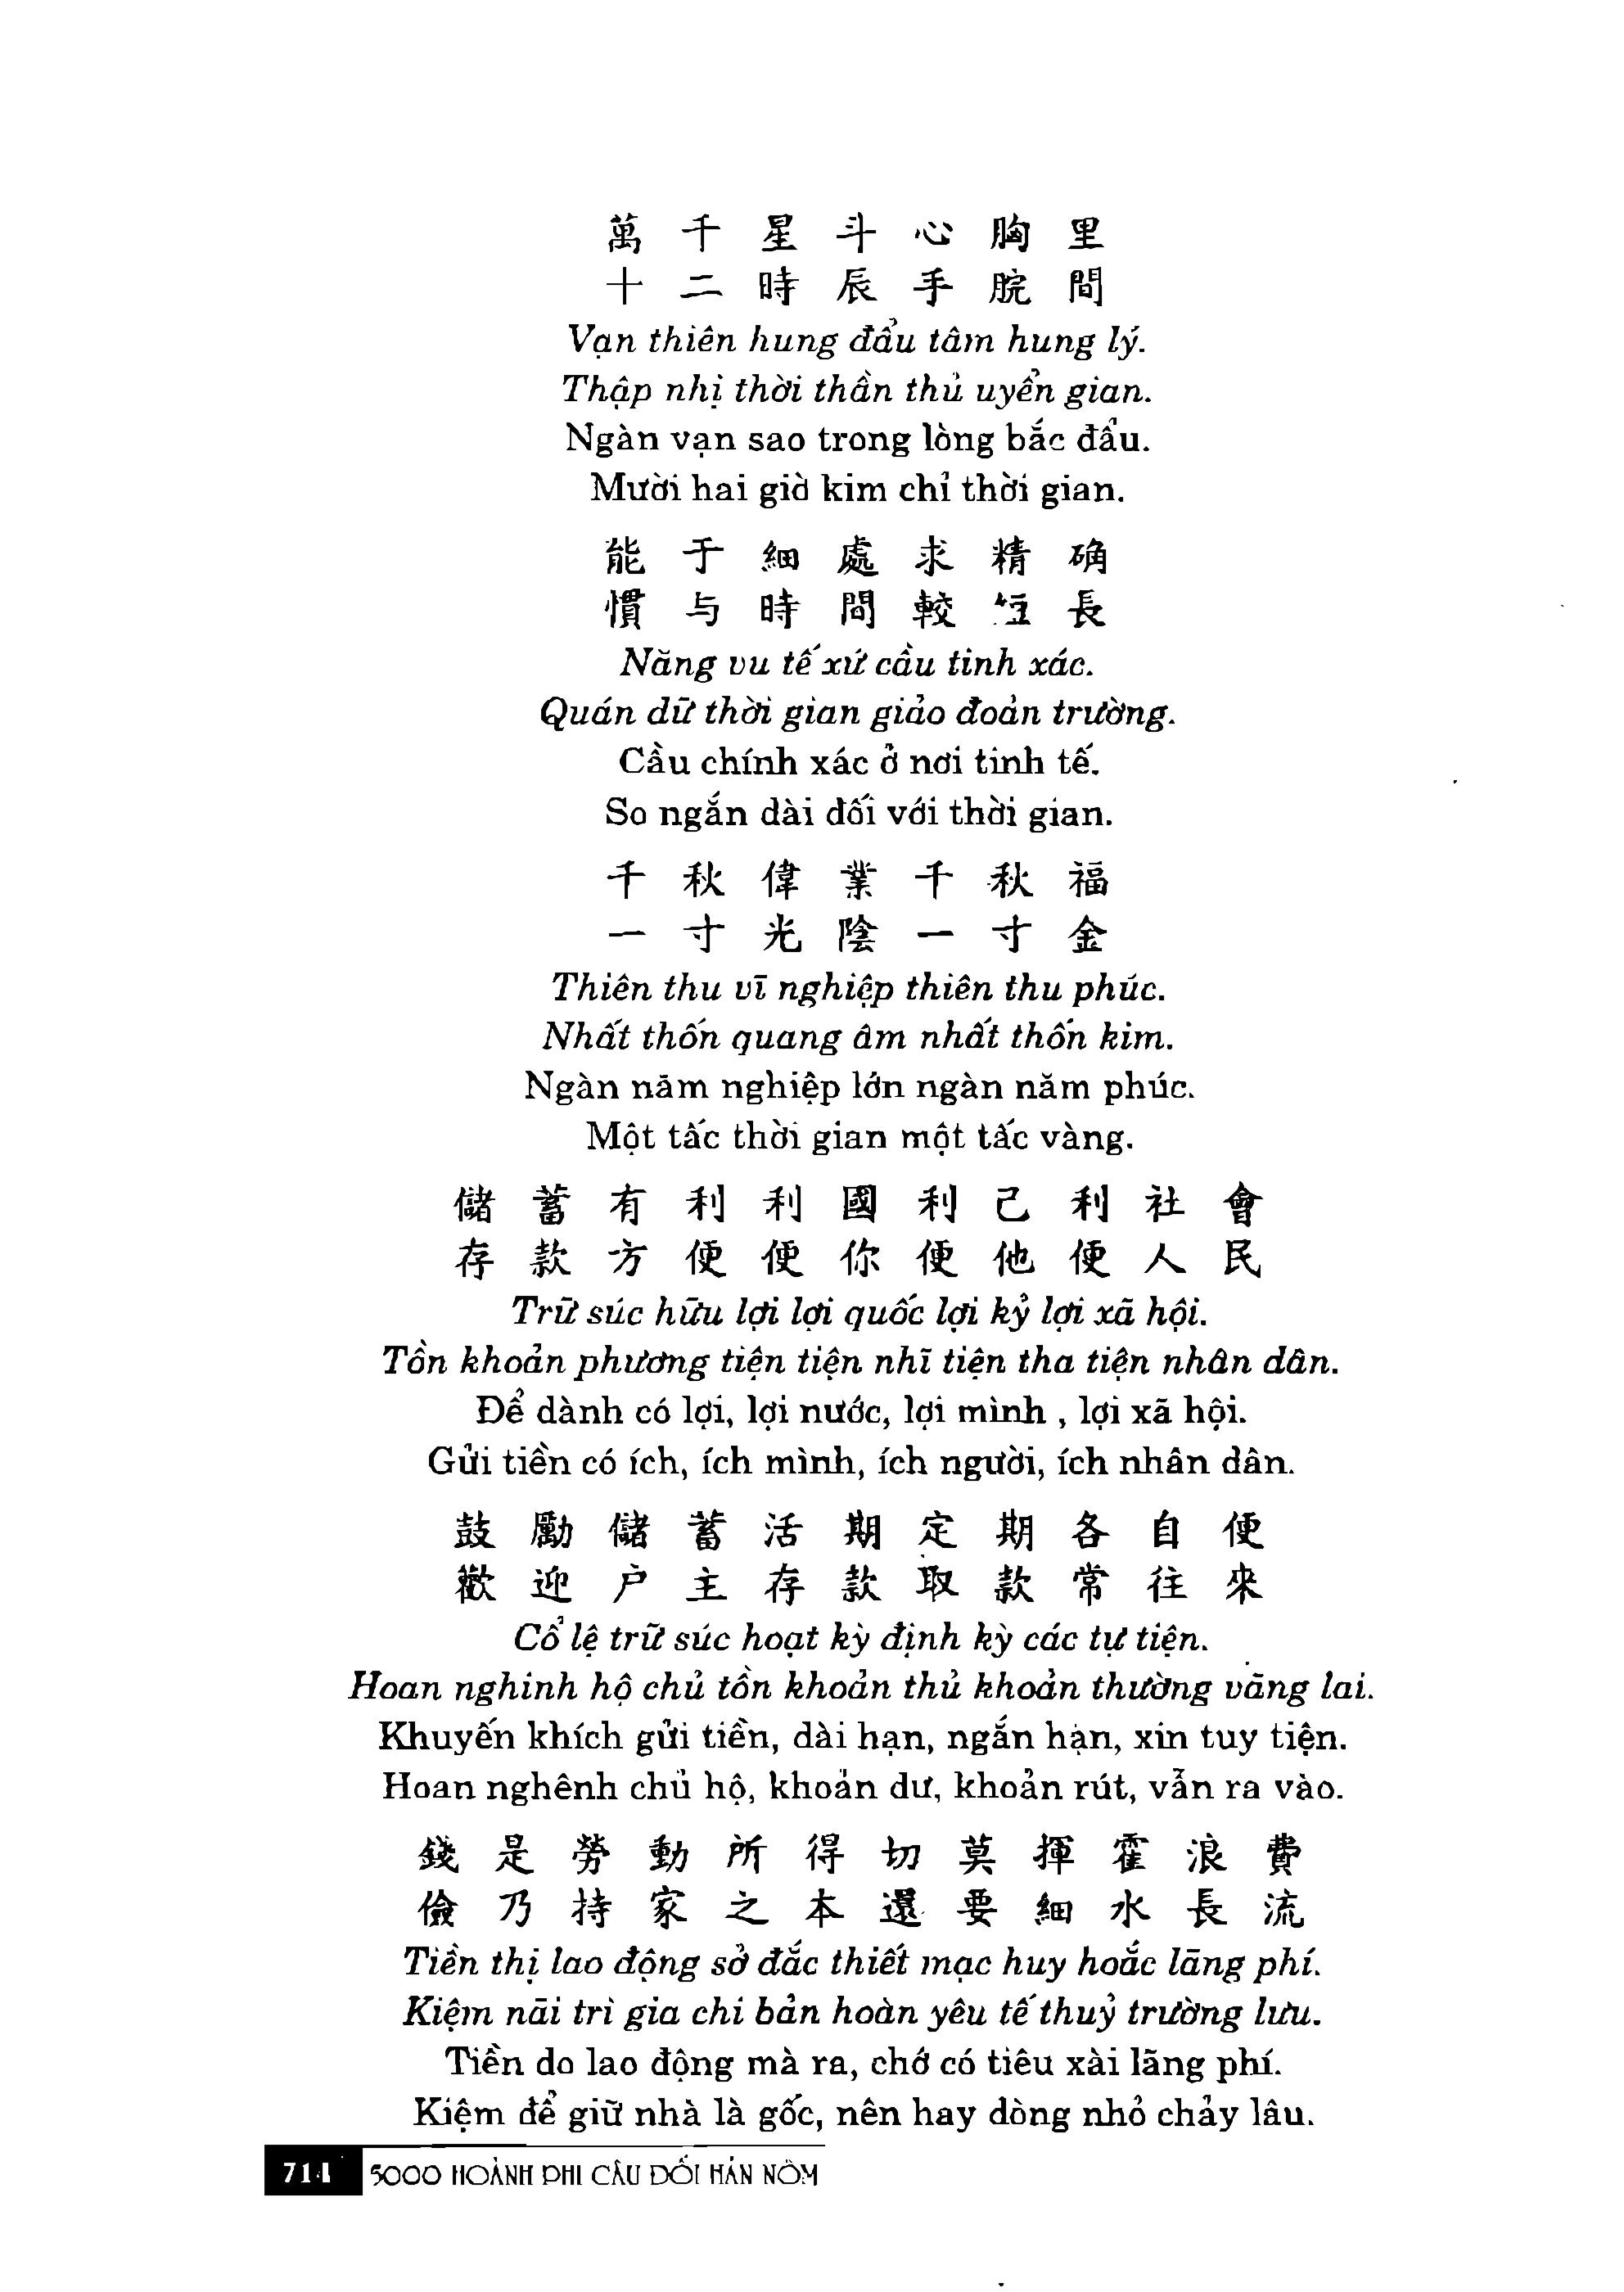 萬千星斗心胸里
十二時辰手腕間
Vạn thiên hung đẩu tâm hung lý.
Thập nhị thời thần thủ uyển gian.
Ngàn vạn sao trong lòng bắc đẩu.
Mười hai giờ kim chỉ thời gian.
能于細處求精确
慣与時間較短長
Năng vu tế xứ cầu tinh xác.
Quán dữ thời gian giảo đoản trường.
Cầu chính xác ở nơi tinh tế.
So ngắn dài đối với thời gian.
千秋偉業千秋福
一寸光陰一寸金
Thiên thu vĩ nghiệp thiên thu phúc.
Nhất thốn quang âm nhất thốn kim.
Ngàn năm nghiệp lớn ngàn năm phúc.
Một tấc thời gian một tấc vàng.
儲蓄有利利國利己利社會
存款方便便你便他便人民
Trữ súc hữu lợi lợi quốc lợi kỷ lợi xã hội.
Tồn khoản phương tiện tiện nhĩ tiện tha tiện nhân dân.
Để dành có lợi, lợi nước, lợi mình , lợi xã hội.
Gửi tiền có ích, ích mình, ích người, ích nhân dân.
鼓勵儲蓄活期定期各自便
歡迎戶主存款取款常往來
Cổ lệ trữ súc hoạt kỳ định kỳ các tự tiện.
Hoan nghinh hộ chủ tồn khoản thủ khoản thường vãng lai.
Khuyến khích gửi tiền, dài hạn, ngắn hạn, xin tuy tiện.
Hoan nghênh chủ hộ, khoản dư, khoản rút, vẫn ra vào.
錢是勞動所得切莫揮霍浪費
儉乃持家之本還要細水長流
Tiền thị lao động sở đắc thiết mạc huy hoắc lãng phí.
Kiệm nãi trì gia chi bản hoàn yêu tế thuỷ trường lưu.
Tiền do lao động mà ra, chớ có tiêu xài lãng phí.
Kiệm để giữ nhà là gốc, nên hay dòng nhỏ chảy lâu.
714 5000 HOÀNH PHI CÂU ĐỐI HÁN NÔM